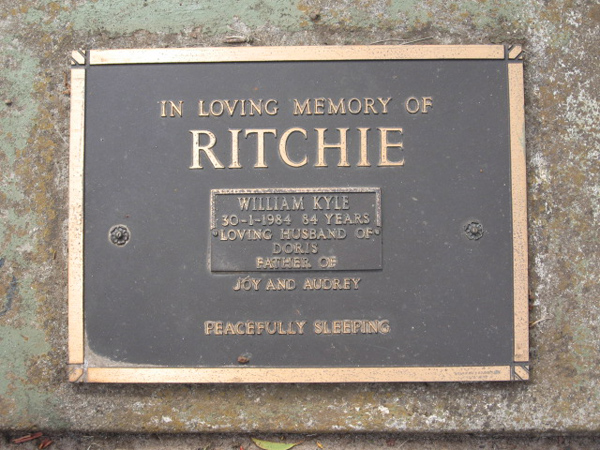 IN LOVING MEMORY OF
RITCHIE
WILLIAM KYLE
30-1-1984 84 YEARS
LOVING HUSBAND OF
DORIS
FATHER OF
JOY AND AUDREY
PEACEFULLY SLEEPING